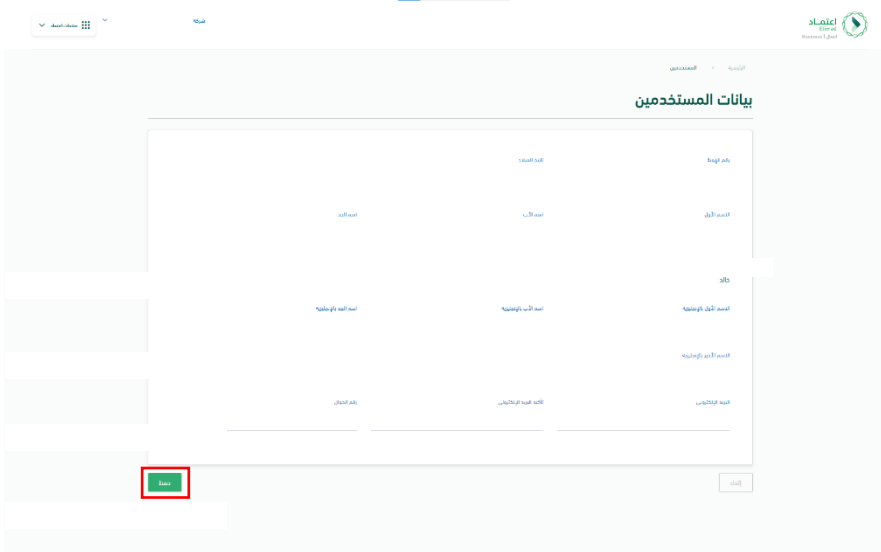 اعتماد
Etimad
شركة
الرئيسية › المستخدمين
بيانات المستخدمين
رقم الهوية
تاريخ الميلاد
الاسم الأول
اسم الأب
اسم الجد
خالد
الاسم الأول بالإنجليزية
اسم الأب بالإنجليزية
اسم الجد بالإنجليزية
الاسم الأخير بالإنجليزية
البريد الإلكتروني
تأكيد البريد الإلكتروني
رقم الجوال
إلغاء
حفظ